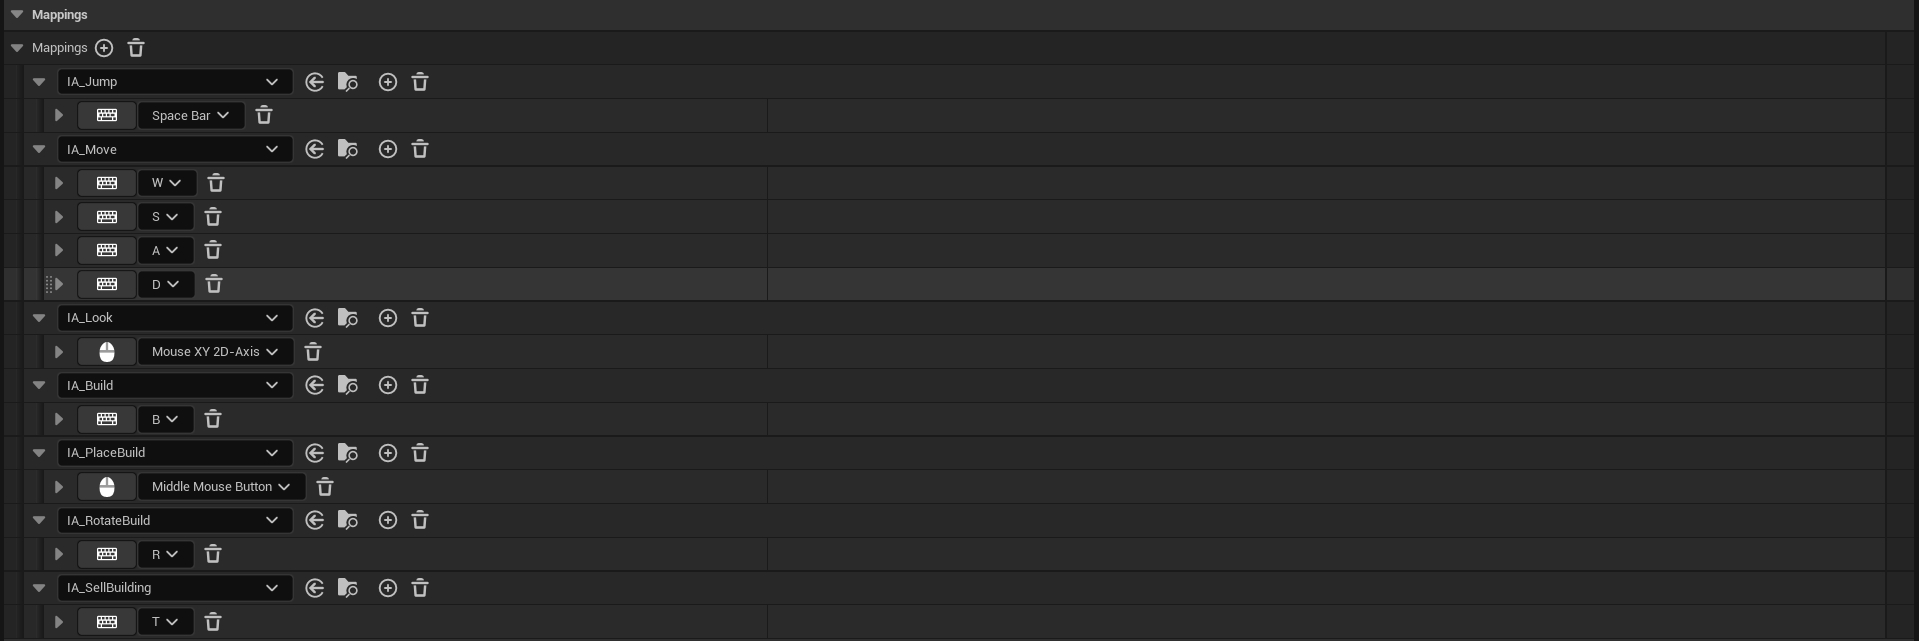 Mappings
Mappings
IA_Jump
Space Bar
IA_Move
W
S
A
D
IA_Look
Mouse XY 2D-Axis
IA_Build
B
IA_PlaceBuild
Middle Mouse Button
IA_RotateBuild
R
IA_SellBuilding
T